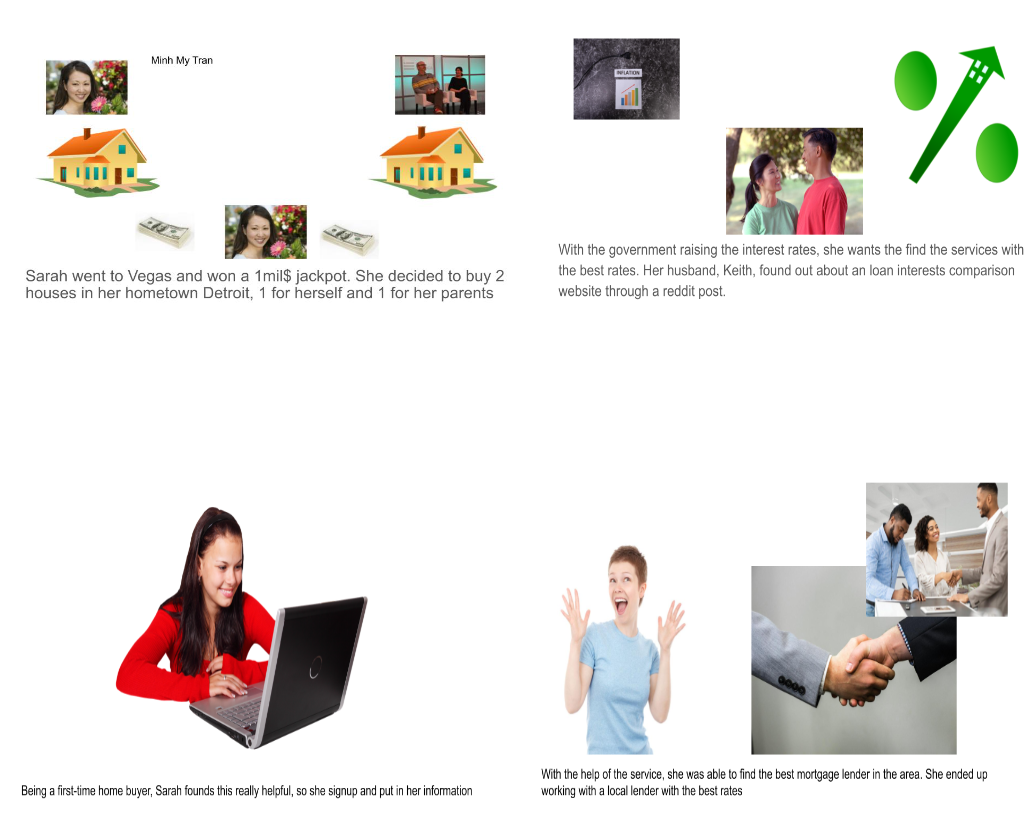 Minh My Tran
Sarah went to Vegas and won a 1mil$ jackpot. She decided to buy 2
houses in her hometown Detroit, 1 for herself and 1 for her parents
INFLATION
With the government raising the interest rates, she wants the find the services with
the best rates. Her husband, Keith, found out about an loan interests comparison
website through a reddit post.
Being a first-time home buyer, Sarah founds this really helpful, so she signup and put in her information
With the help of the service, she was able to find the best mortgage lender in the area. She ended up
working with a local lender with the best rates